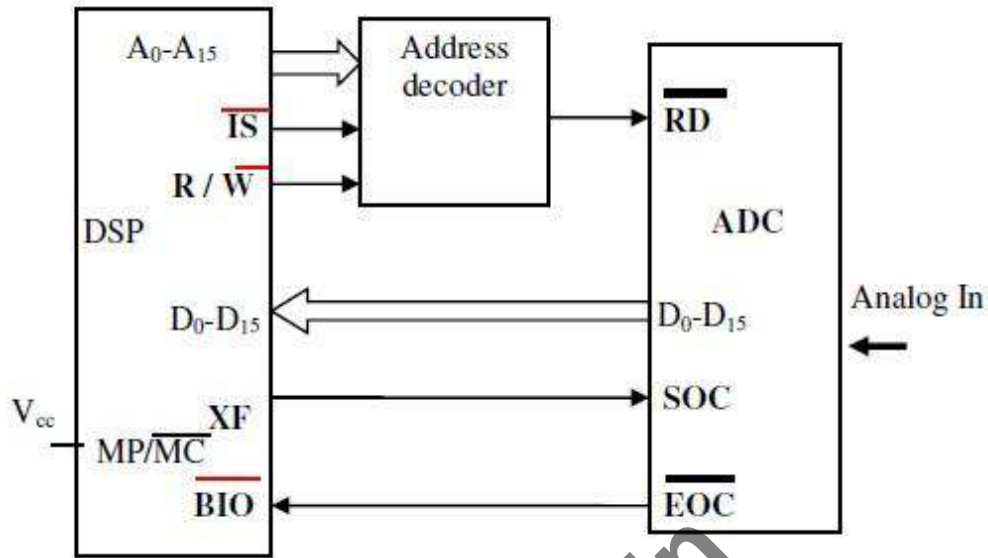 A₀-A₁₅
Address
decoder
IS
RD
R / W
ADC
DSP
D₀-D₁₅
D₀-D₁₅
Analog In
XF
SOC
Vcc
MP/MC
BIO
EOC